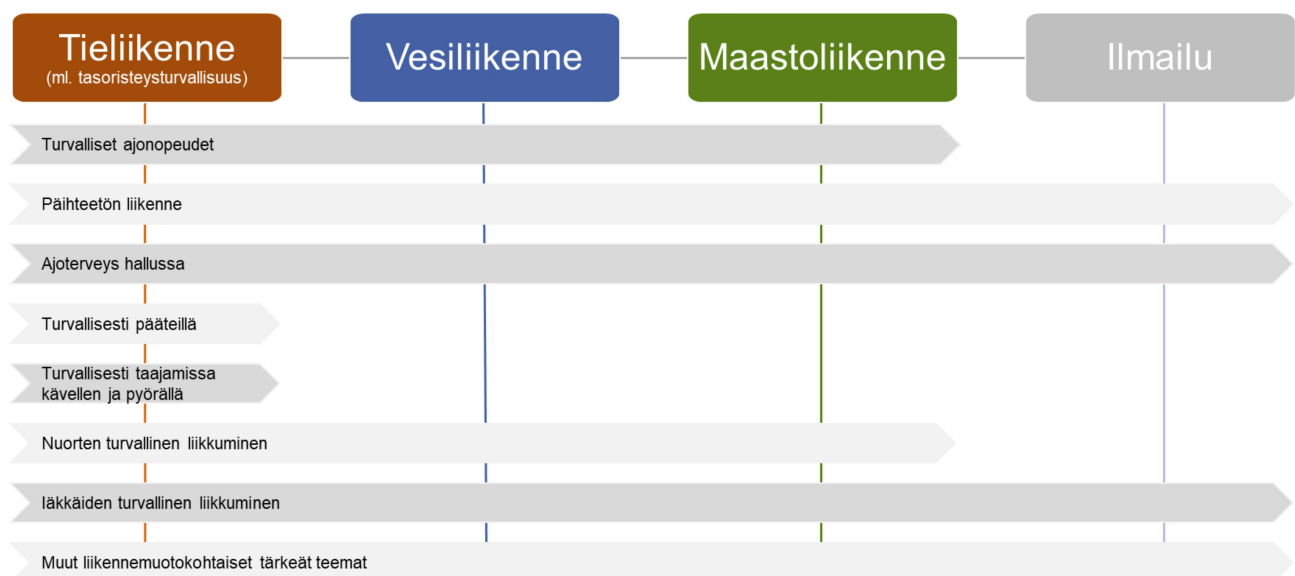 Tieliikenne
(ml. tasoristeysturvallisuus)
Vesiliikenne
Maastoliikenne
Ilmailu
Turvalliset ajonopeudet
Päihteetön liikenne
Ajoterveys hallussa
Turvallisesti pääteillä
Turvallisesti taajamissa
kävellen ja pyörällä
Nuorten turvallinen liikkuminen
Iäkkäiden turvallinen liikkuminen
Muut liikennemuotokohtaiset tärkeät teemat